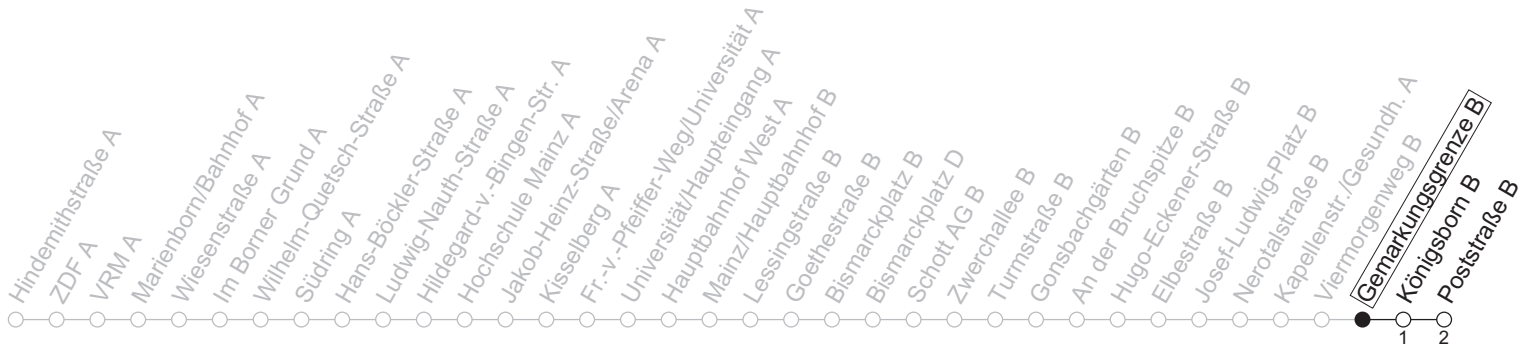 Hindemithstraße A
ZDF A
VRM A
Marienborn/Bahnhof A
Wiesenstraße A
Im Borner Grund A
Wilhelm-Quetsch-Straße A
Südring A
Hans-Böckler-Straße A
Ludwig-Nauth-Straße A
Hildegard-v.-Bingen-Str. A
Hochschule Mainz A
Jakob-Heinz-Straße/Arena A
Kisselberg A
Fr.-v.-Pfeiffer-Weg/Universität A
Universität/Haupteingang A
Hauptbahnhof West A
Mainz/Hauptbahnhof B
Lessingstraße B
Goethestraße B
Bismarckplatz B
Bismarckplatz D
Schott AG B
Zwerchallee B
Turmstraße B
Gonsbachgärten B
An der Bruchspitze B
Hugo-Eckener-Straße B
Elbestraße B
Josef-Ludwig-Platz B
Nerotalstraße B
Kapellenstr./Gesundh. A
Viermorgenweg B
Gemarkungsgrenze B
Königsborn B
Poststraße B
1
2